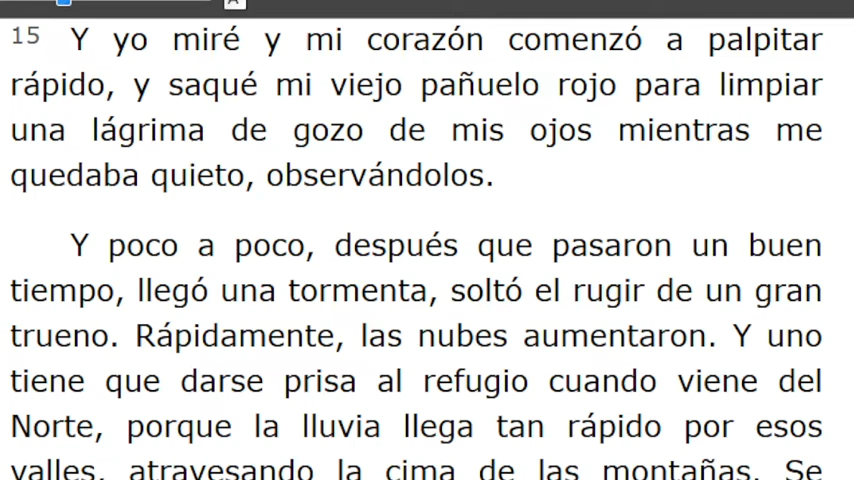 15 Y yo miré y mi corazón comenzó a palpitar
rápido, y saqué mi viejo pañuelo rojo para limpiar
una lágrima de gozo de mis ojos mientras me
quedaba quieto, observándolos.
Y poco a poco, después que pasaron un buen
tiempo, llegó una tormenta, soltó el rugir de un gran
trueno. Rápidamente, las nubes aumentaron. Y uno
tiene que darse prisa al refugio cuando viene del
Norte, porque la lluvia llega tan rápido por esos
valles, atravesando la cima de las montañas. Se